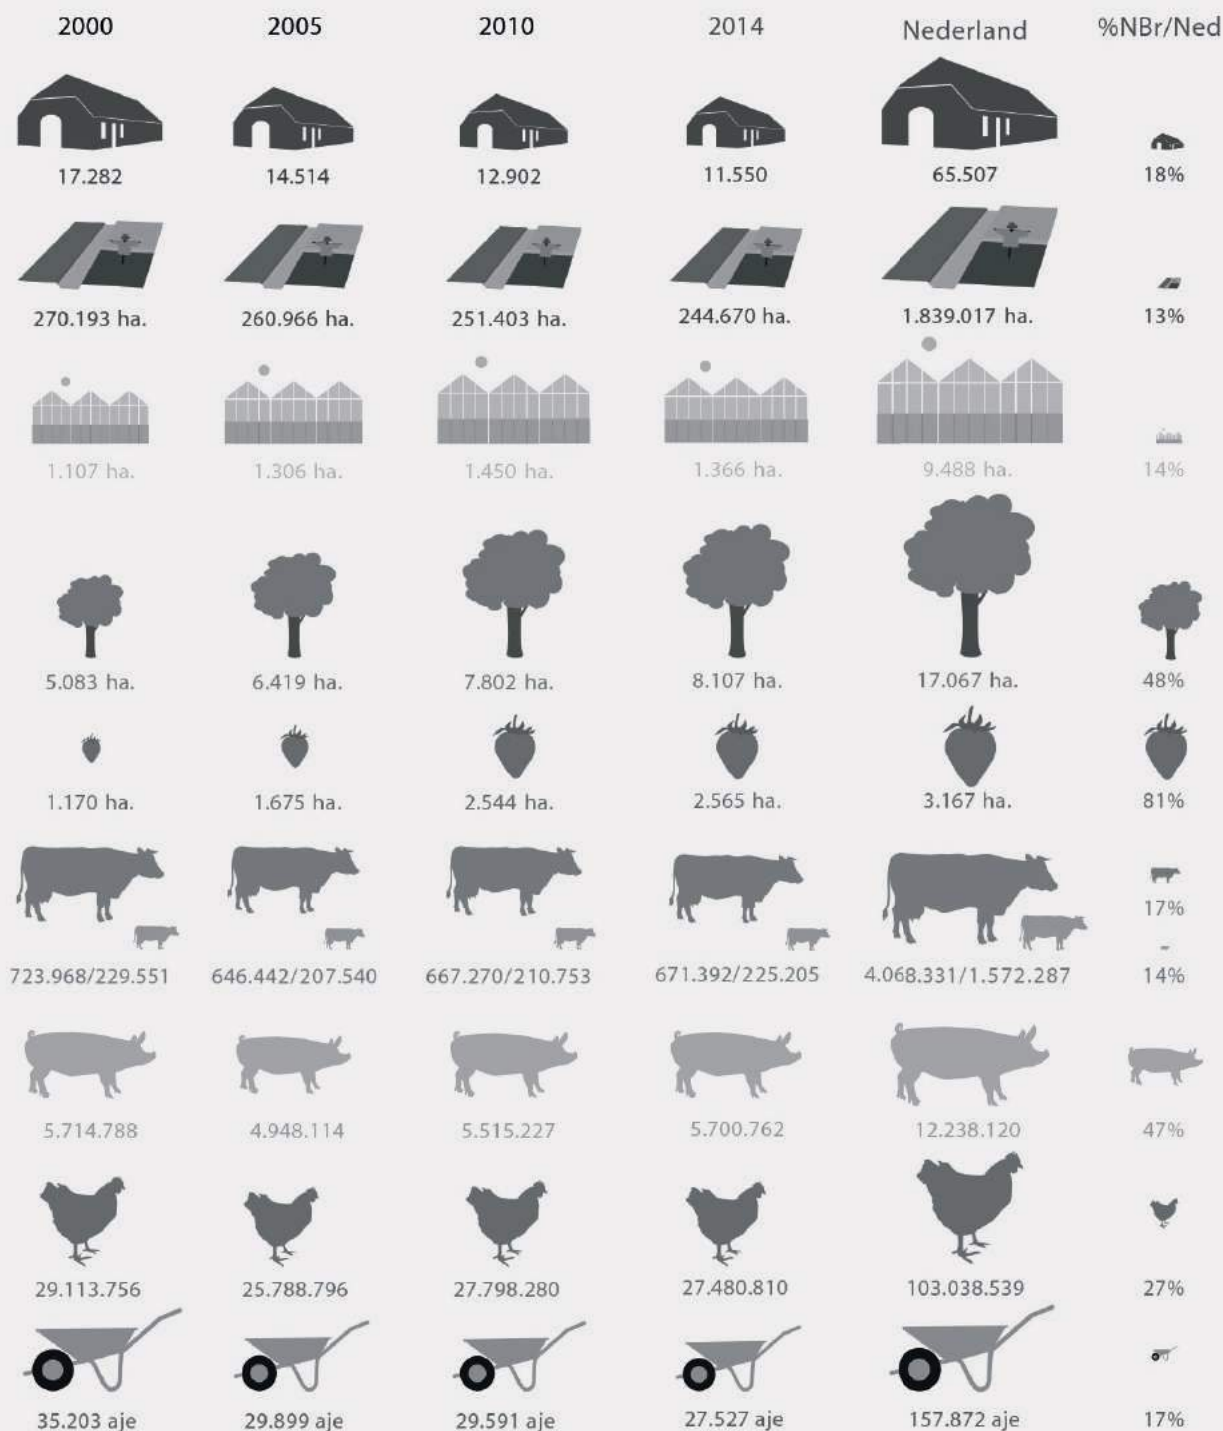 2000 2005 2010 2014 Nederland %NBr/Ned
17.282 14.514 12.902 11.550 65.507 18%
270.193 ha. 260.966 ha. 251.403 ha. 244.670 ha. 1.839.017 ha. 13%
1.107 ha. 1.306 ha. 1.450 ha. 1.366 ha. 9.488 ha. 14%
5.083 ha. 6.419 ha. 7.802 ha. 8.107 ha. 17.067 ha. 48%
1.170 ha. 1.675 ha. 2.544 ha. 2.565 ha. 3.167 ha. 81%
17%
723.968/229.551 646.442/207.540 667.270/210.753 671.392/225.205 4.068.331/1.572.287 14%
5.714.788 4.948.114 5.515.227 5.700.762 12.238.120 47%
29.113.756 25.788.796 27.798.280 27.480.810 103.038.539 27%
35.203 aje 29.899 aje 29.591 aje 27.527 aje 157.872 aje 17%